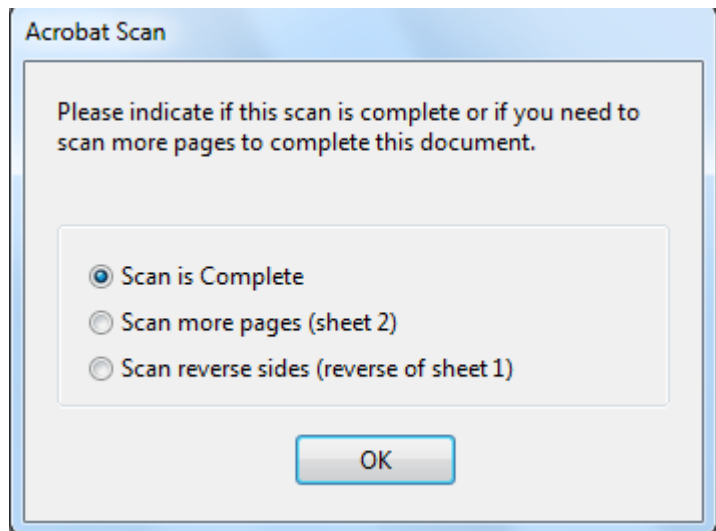 Acrobat Scan
Please indicate if this scan is complete or if you need to
scan more pages to complete this document.
Scan is Complete
Scan more pages (sheet 2)
Scan reverse sides (reverse of sheet 1)
OK